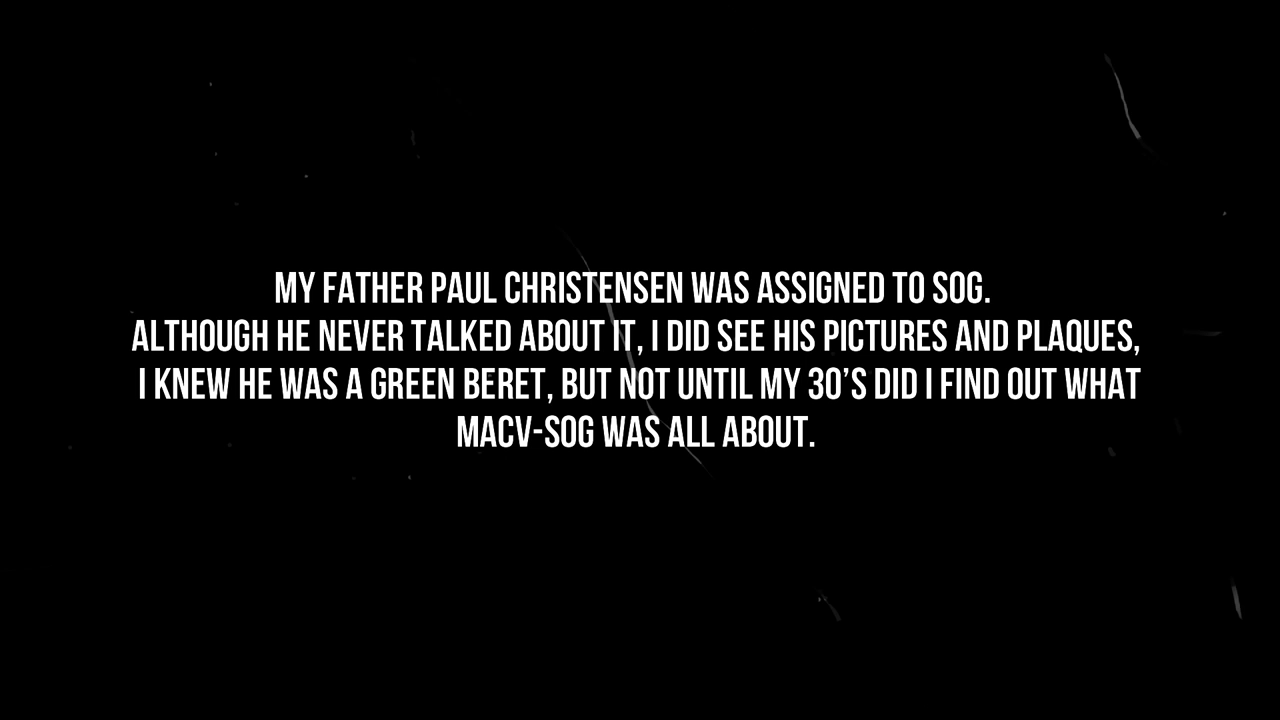 MY FATHER PAUL CHRISTENSEN WAS ASSIGNED TO SOG.
ALTHOUGH HE NEVER TALKED ABOUT IT, I DID SEE HIS PICTURES AND PLAQUES,
I KNEW HE WAS A GREEN BERET, BUT NOT UNTIL MY 30'S DID I FIND OUT WHAT
MACV-SOG WAS ALL ABOUT.